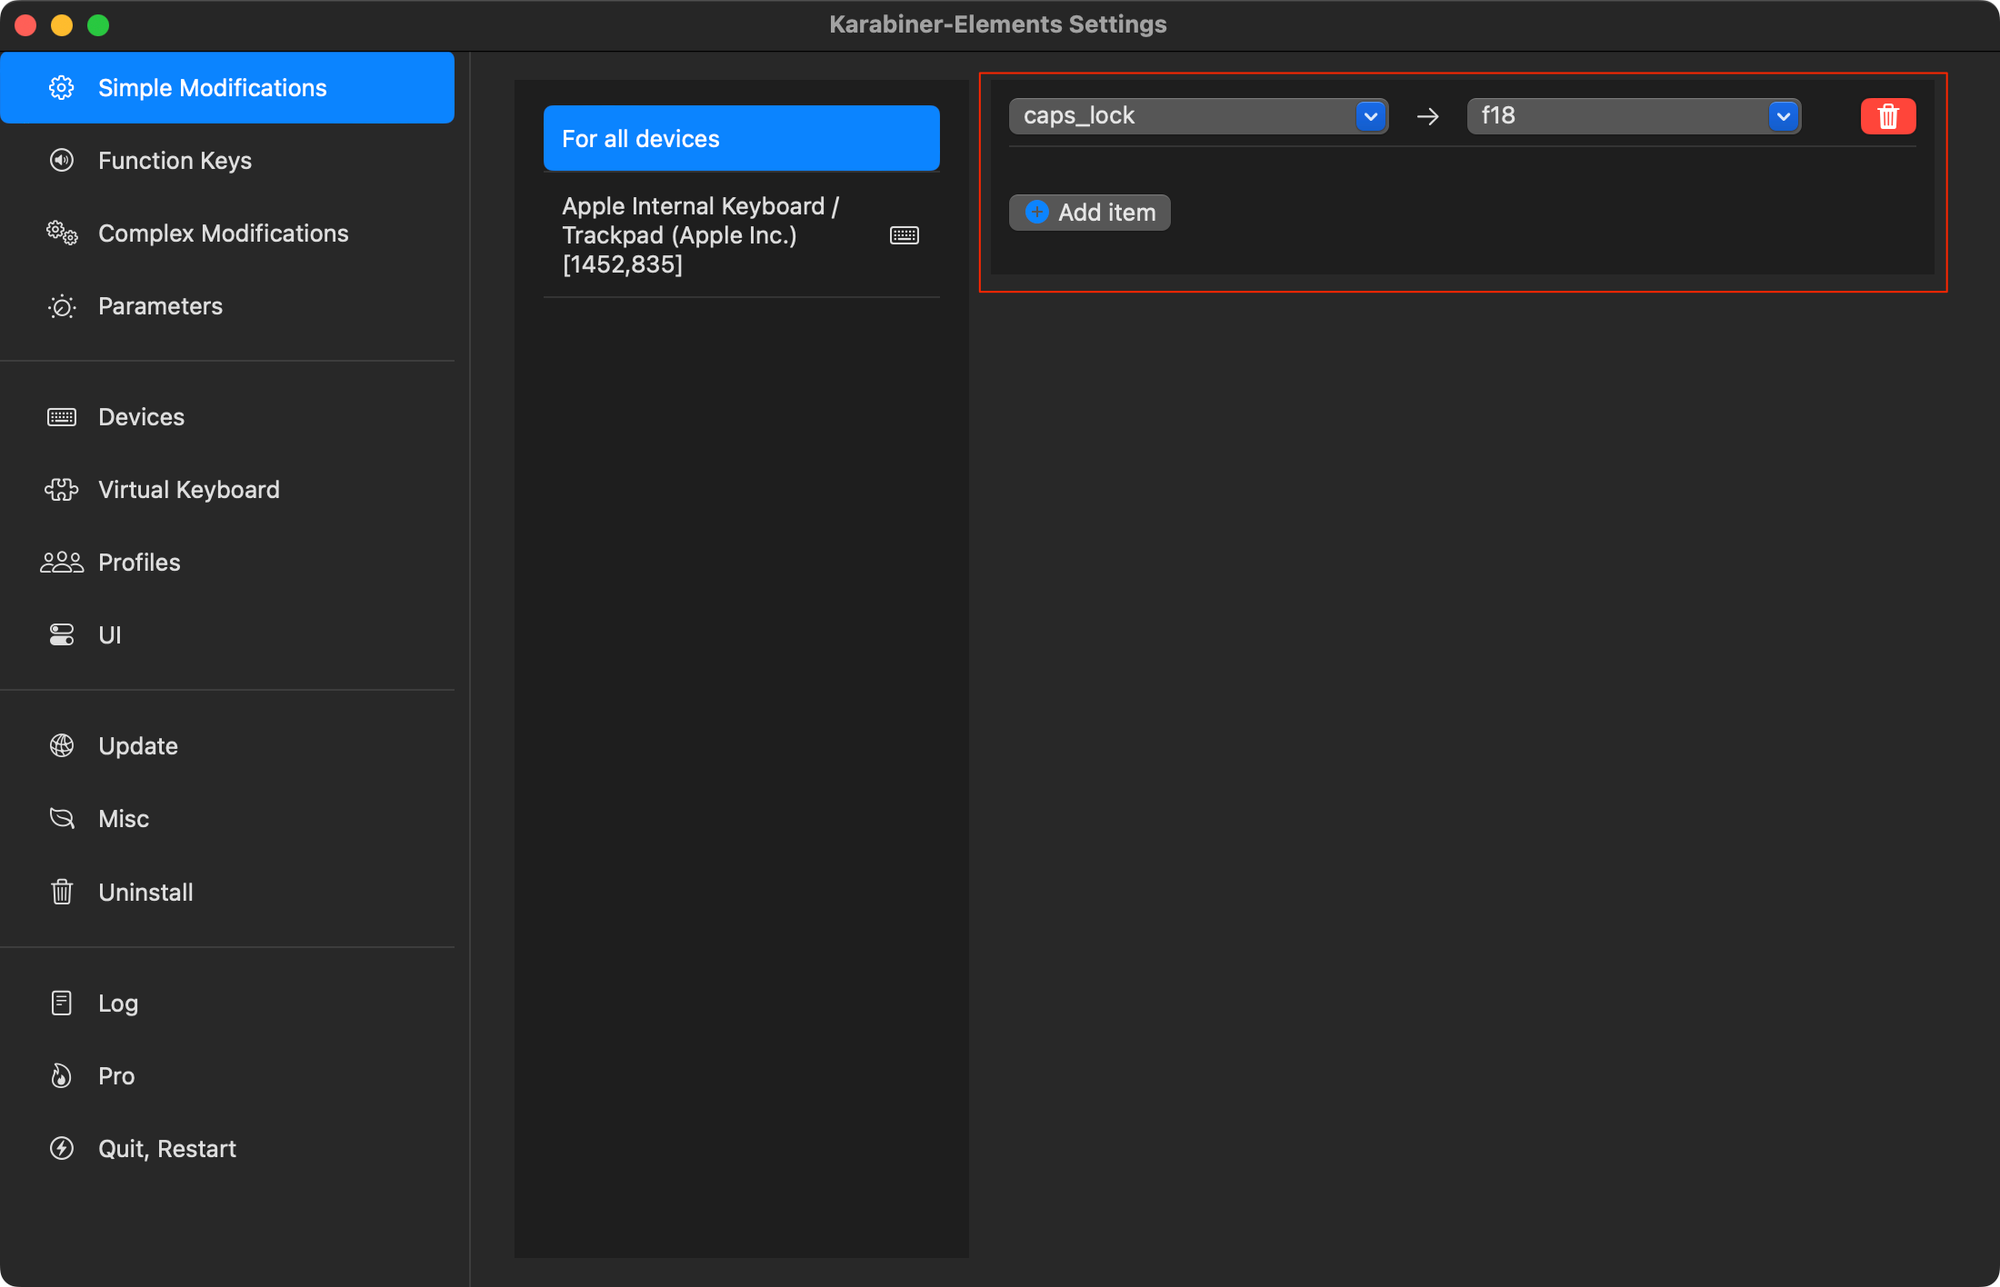 Karabiner-Elements Settings
Simple Modifications
Function Keys
Complex Modifications
Parameters
Devices
Virtual Keyboard
Profiles
UI
Update
Misc
Uninstall
Log
Pro
Quit, Restart
For all devices
Apple Internal Keyboard /
Trackpad (Apple Inc.)
[1452,835]
caps_lock → f18
Add item